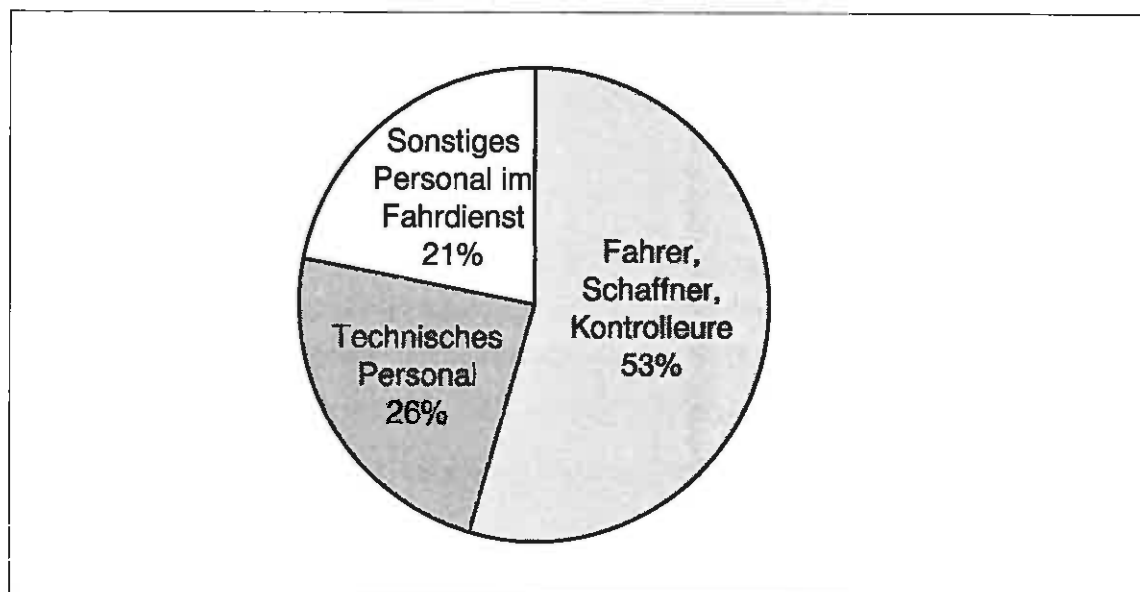 Sonstiges
Personal im
Fahrdienst
21%
Fahrer,
Schaffner,
Kontrolleure
53%
Technisches
Personal
26%